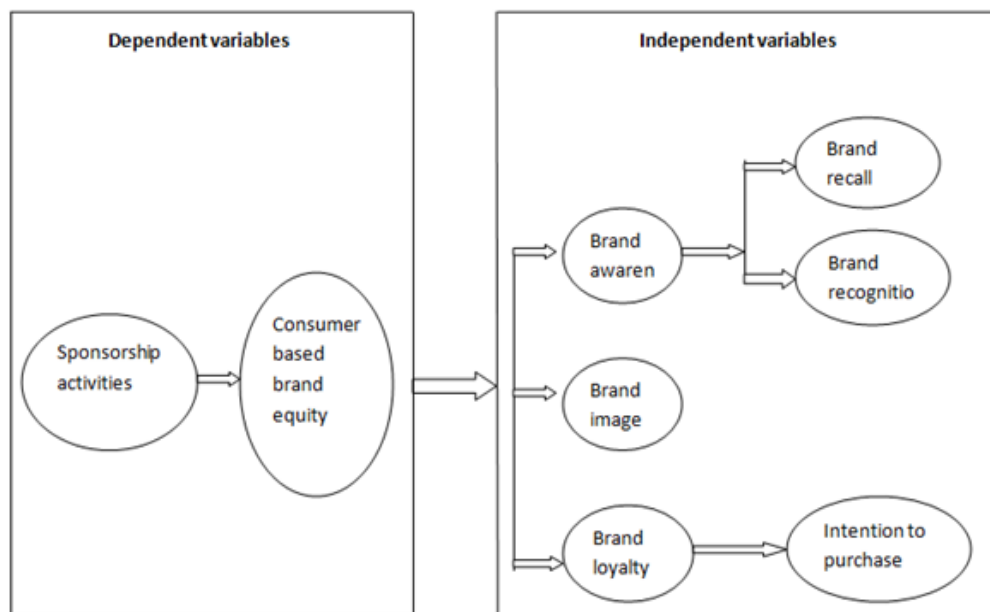 Dependent variables
Sponsorship
activities
Consumer
based
brand
equity
Independent variables
Brand
awaren
Brand
recall
Brand
recognitio
Brand
image
Brand
loyalty
Intention to
purchase